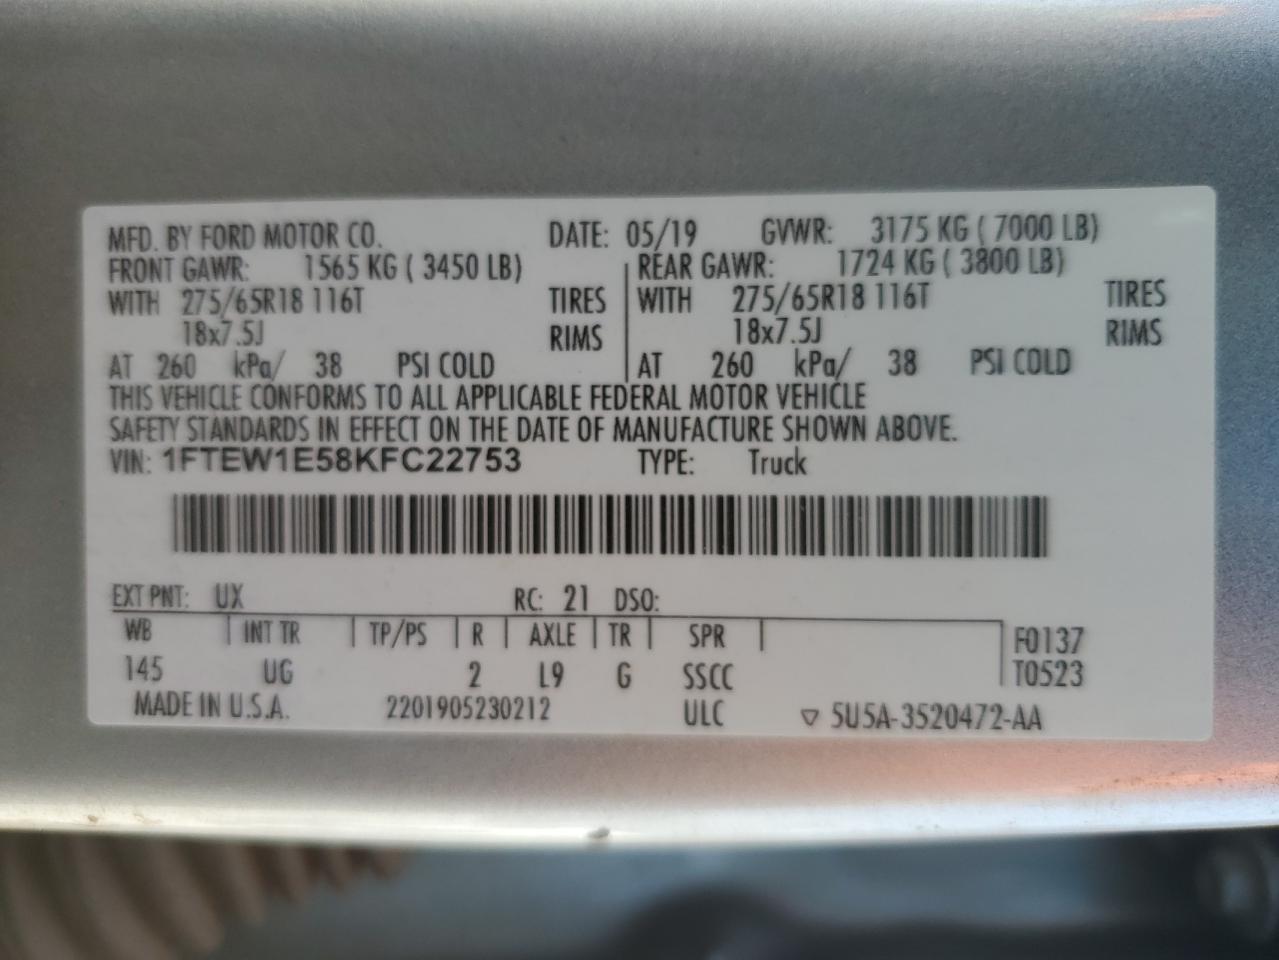 MFD. BY FORD MOTOR CO. DATE: 05/19 GVWR: 3175 KG ( 7000 LB)
FRONT GAWR: 1565 KG ( 3450 LB) REAR GAWR: 1724 KG ( 3800 LB)
WITH 275/65R18 116T TIRES WITH 275/65R18 116T TIRES
18x7.5J RIMS 18x7.5J RIMS
AT 260 kPa/ 38 PSI COLD AT 260 kPa/ 38 PSI COLD
THIS VEHICLE CONFORMS TO ALL APPLICABLE FEDERAL MOTOR VEHICLE
SAFETY STANDARDS IN EFFECT ON THE DATE OF MANUFACTURE SHOWN ABOVE.
VIN: 1FTEW1E58KFC22753 TYPE: Truck
EXT PNT: UX RC: 21 DSO:
WB INT TR TP/PS R AXLE TR SPR F0137
145 UG 2 L9 G SSCC T0523
MADE IN U.S.A. 2201905230212 ULC ▽ 5U5A-3520472-AA